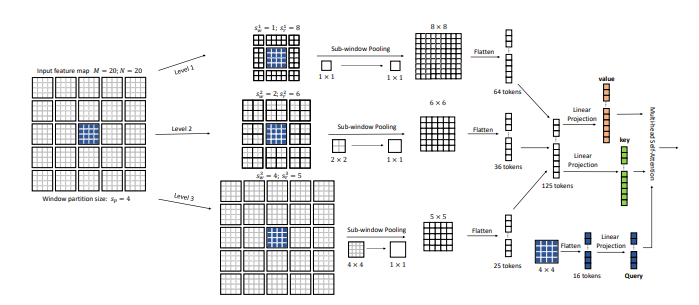 Input feature map M = 20; N = 20
Window partition size: s_p = 4
Level 1
Level 2
Level 3
s_w^1 = 1; s_r^1 = 8
Sub-window Pooling
1 × 1
1 × 1
8 × 8
Flatten
64 tokens
s_w^2 = 2; s_r^2 = 6
Sub-window Pooling
2 × 2
1 × 1
6 × 6
Flatten
36 tokens
s_w^3 = 4; s_r^3 = 5
Sub-window Pooling
4 × 4
1 × 1
5 × 5
Flatten
25 tokens
125 tokens
Linear
Projection
value
Linear
Projection
key
4 × 4
Flatten
16 tokens
Linear
Projection
Query
Multi-head Self-Attention